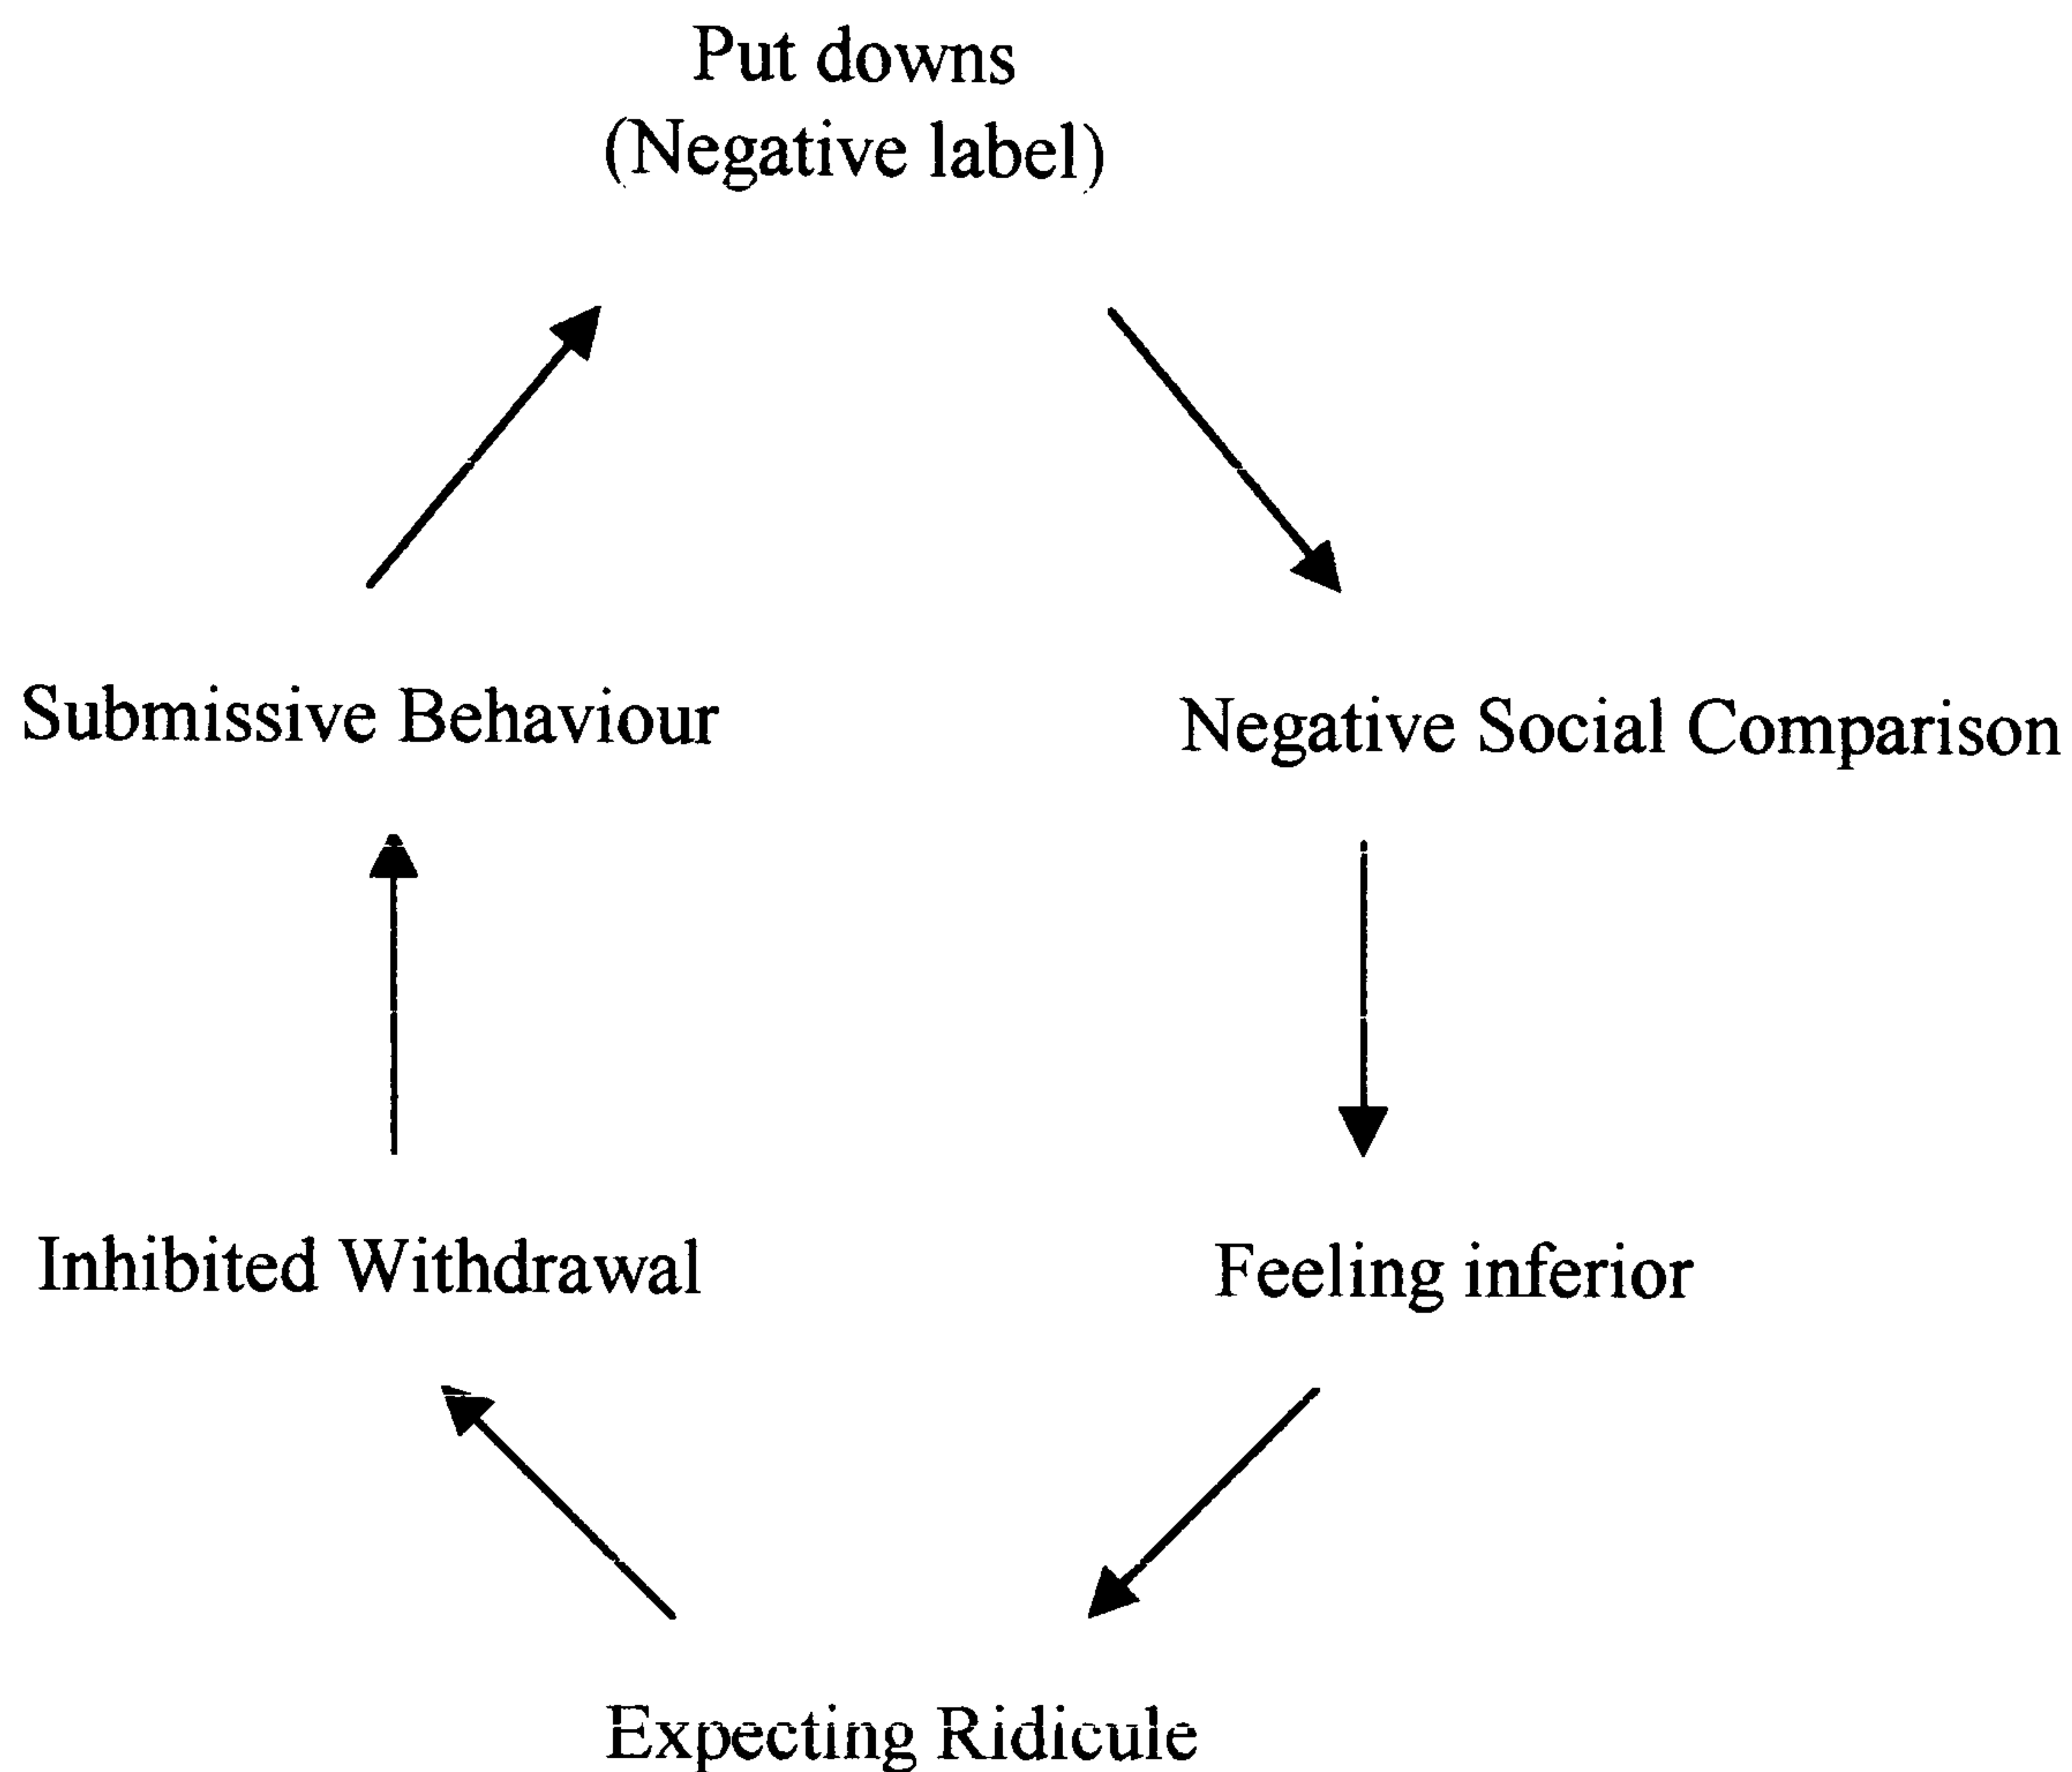 Put downs
(Negative label)
Submissive Behaviour
Negative Social Comparison
Inhibited Withdrawal
Feeling inferior
Expecting Ridicule